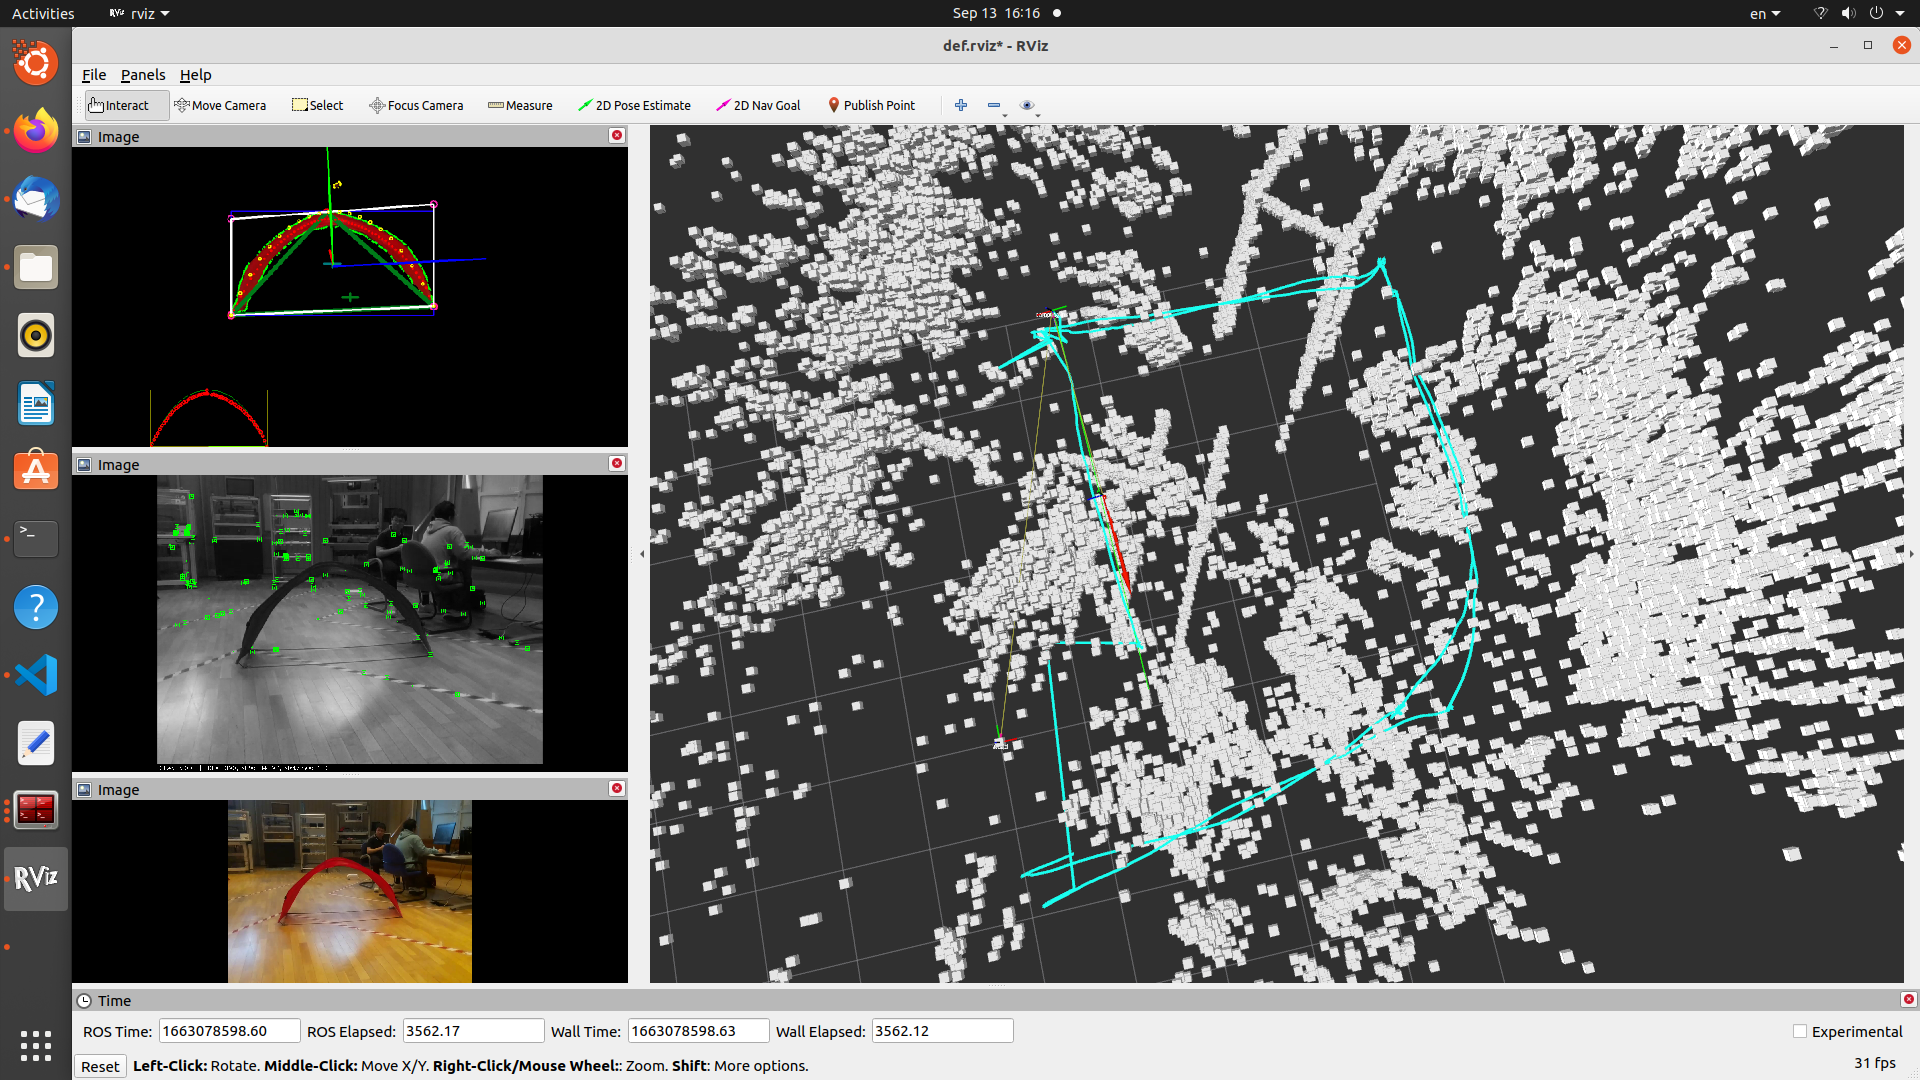 Activities
RViz rviz
Sep 13 16:16
en
def.rviz* - RViz
File Panels Help
Interact Move Camera Select Focus Camera Measure 2D Pose Estimate 2D Nav Goal Publish Point
Image
Image
Image
RViz
Time
ROS Time: 1663078598.60 ROS Elapsed: 3562.17 Wall Time: 1663078598.63 Wall Elapsed: 3562.12 Experimental
Reset Left-Click: Rotate. Middle-Click: Move X/Y. Right-Click/Mouse Wheel:: Zoom. Shift: More options. 31 fps